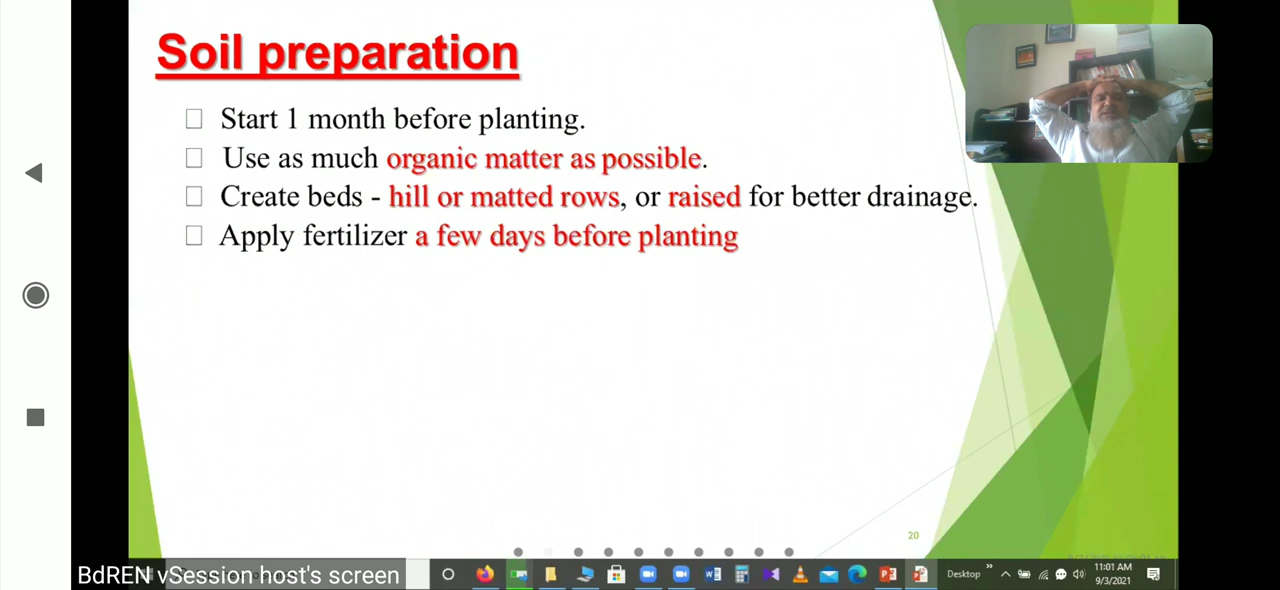 Soil preparation
Start 1 month before planting.
Use as much organic matter as possible.
Create beds - hill or matted rows, or raised for better drainage.
Apply fertilizer a few days before planting
20
BdREN vSession host's screen
Desktop
11:01 AM
9/3/2021